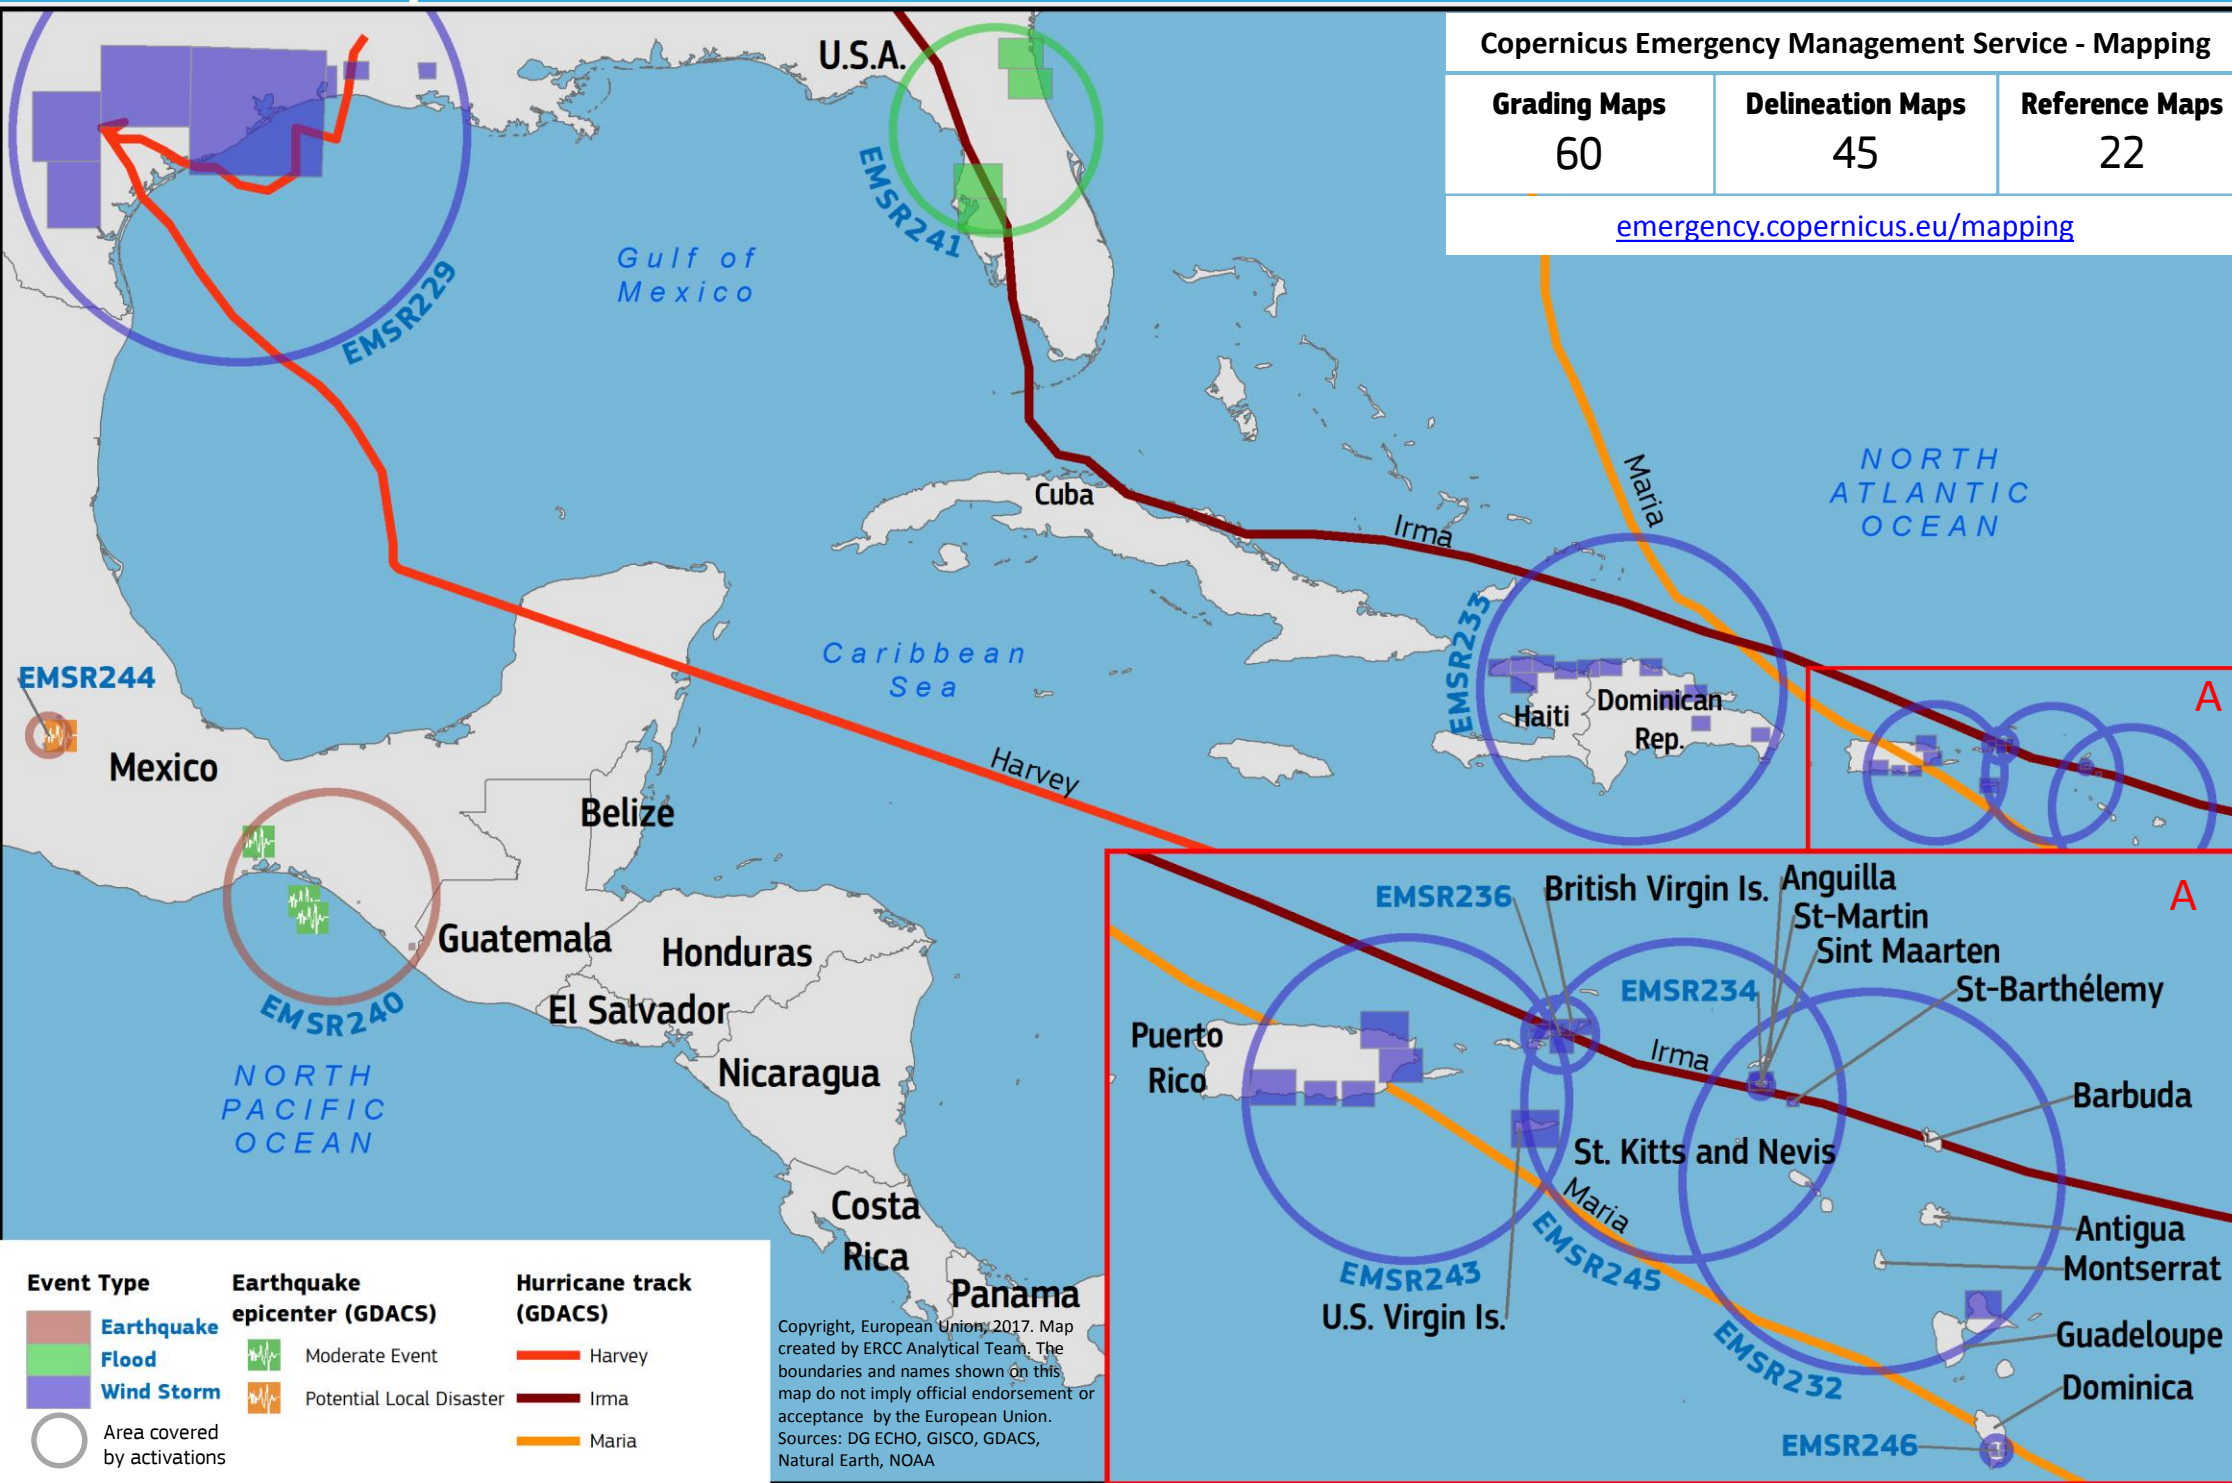 Copernicus Emergency Management Service - Mapping
Grading Maps
60
Delineation Maps
45
Reference Maps
22
emergency.copernicus.eu/mapping
U.S.A.
EMSR241
EMSR229
Gulf of
Mexico
NORTH
ATLANTIC
OCEAN
Maria
Irma
Cuba
EMSR233
Haiti
Dominican
Rep.
A
Caribbean
Sea
Harvey
EMSR244
Mexico
Belize
Guatemala
Honduras
El Salvador
Nicaragua
EMSR240
NORTH
PACIFIC
OCEAN
Costa
Rica
Panama
A
EMSR236
British Virgin Is.
Anguilla
St-Martin
Sint Maarten
St-Barthélemy
EMSR234
Puerto
Rico
Irma
Barbuda
St. Kitts and Nevis
Maria
Antigua
Montserrat
EMSR243
EMSR245
U.S. Virgin Is.
Guadeloupe
EMSR232
Dominica
EMSR246
Event Type
Earthquake
Flood
Wind Storm
Area covered
by activations
Earthquake
epicenter (GDACS)
Moderate Event
Potential Local Disaster
Hurricane track
(GDACS)
Harvey
Irma
Maria
Copyright, European Union, 2017. Map
created by ERCC Analytical Team. The
boundaries and names shown on this
map do not imply official endorsement or
acceptance by the European Union.
Sources: DG ECHO, GISCO, GDACS,
Natural Earth, NOAA